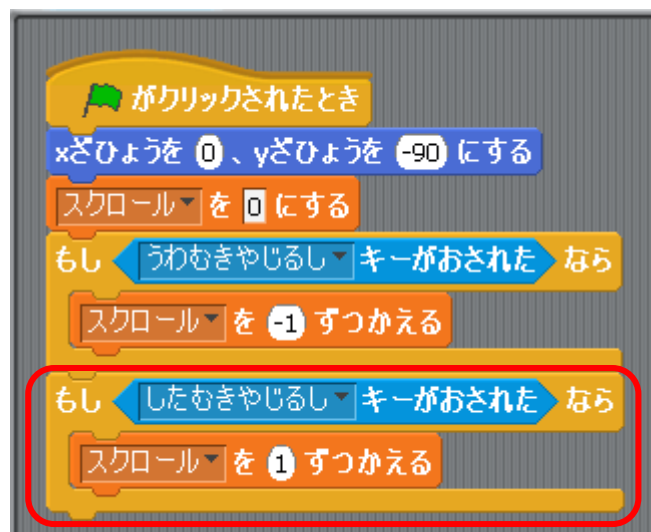 がクリックされたとき
xざひょうを 0 、yざひょうを -90 にする
スクロール を 0 にする
もし うわむきやじるし キーがおされた なら
スクロール を -1 ずつかえる
もし したむきやじるし キーがおされた なら
スクロール を 1 ずつかえる